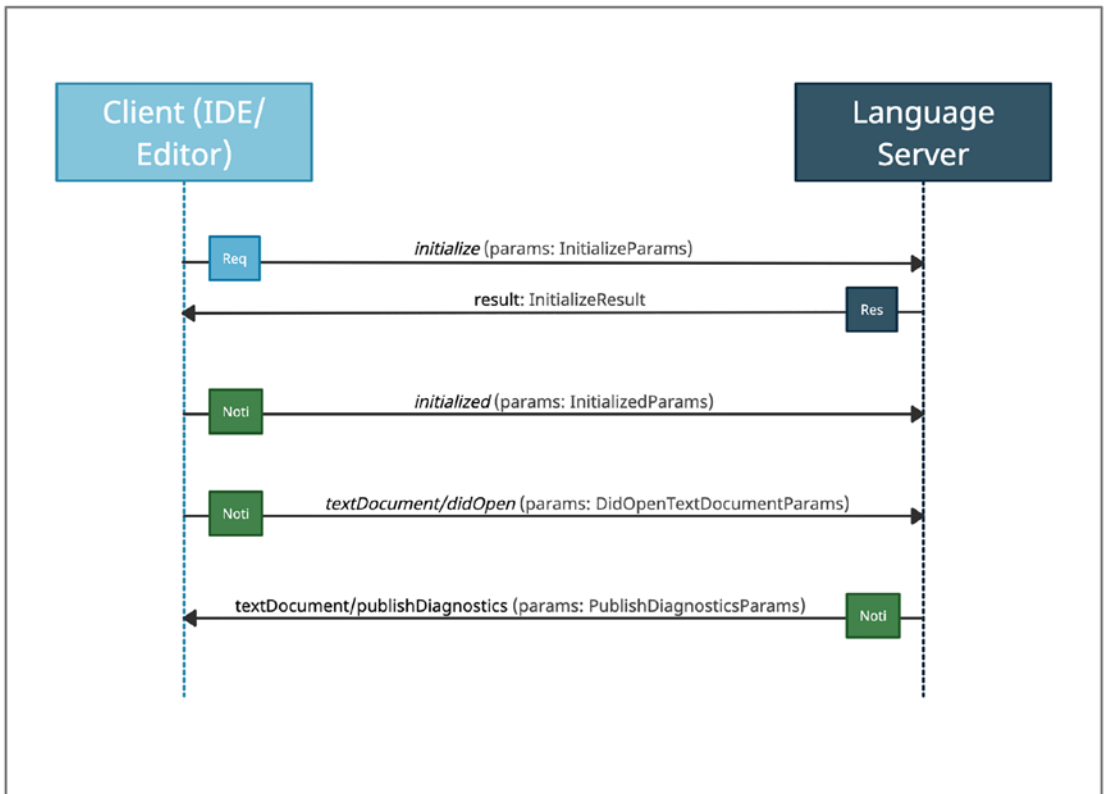 Client (IDE/
Editor)
Language
Server
Req
initialize (params: InitializeParams)
result: InitializeResult
Res
Noti
initialized (params: InitializedParams)
Noti
textDocument/didOpen (params: DidOpenTextDocumentParams)
textDocument/publishDiagnostics (params: PublishDiagnosticsParams)
Noti